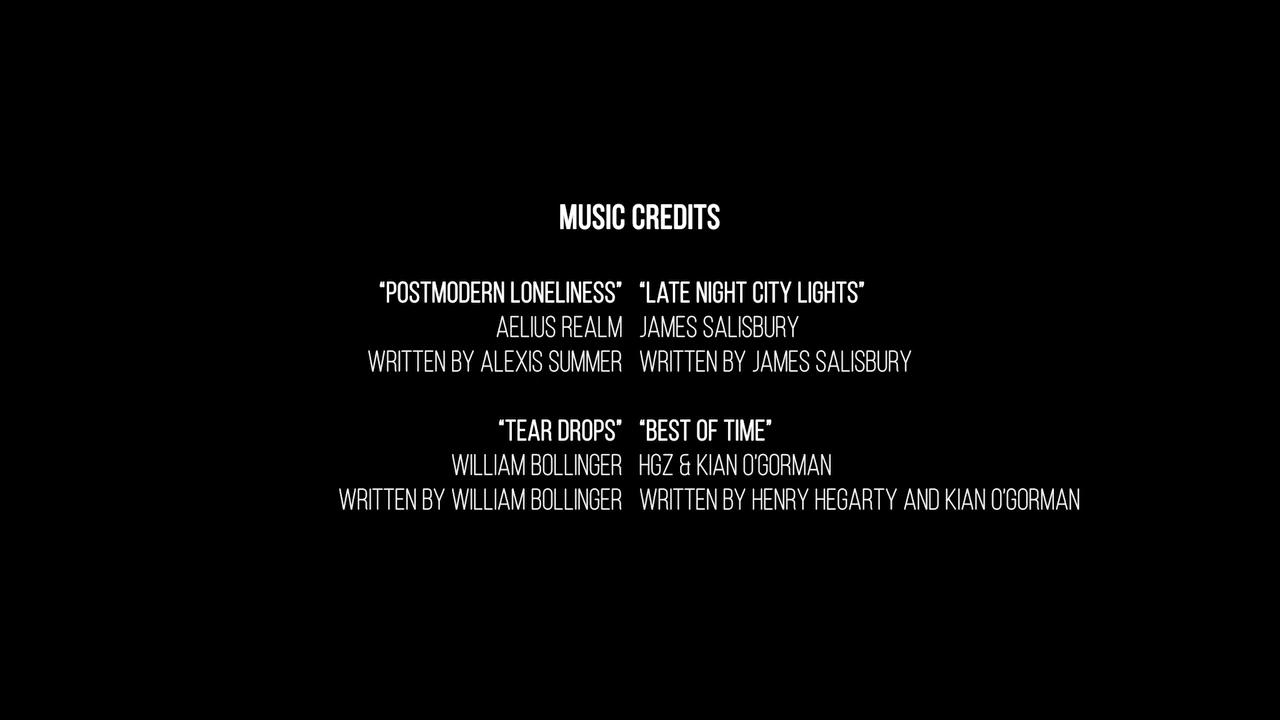 MUSIC CREDITS
“POSTMODERN LONELINESS”
AELIUS REALM
WRITTEN BY ALEXIS SUMMER
“LATE NIGHT CITY LIGHTS”
JAMES SALISBURY
WRITTEN BY JAMES SALISBURY
“TEAR DROPS”
WILLIAM BOLLINGER
WRITTEN BY WILLIAM BOLLINGER
“BEST OF TIME”
HGZ & KIAN O'GORMAN
WRITTEN BY HENRY HEGARTY AND KIAN O'GORMAN